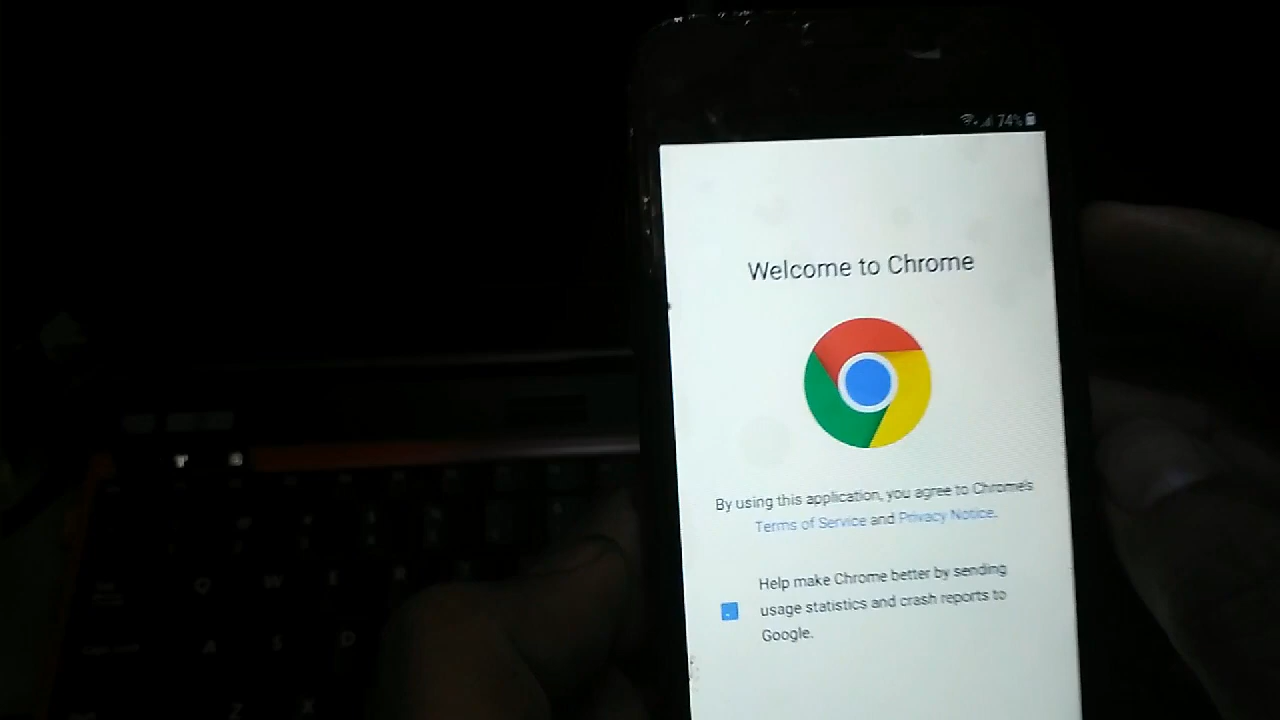 74%
Welcome to Chrome
By using this application, you agree to Chrome's
Terms of Service and Privacy Notice.
Help make Chrome better by sending
usage statistics and crash reports to
Google.
Q W E R
A S D
Z X